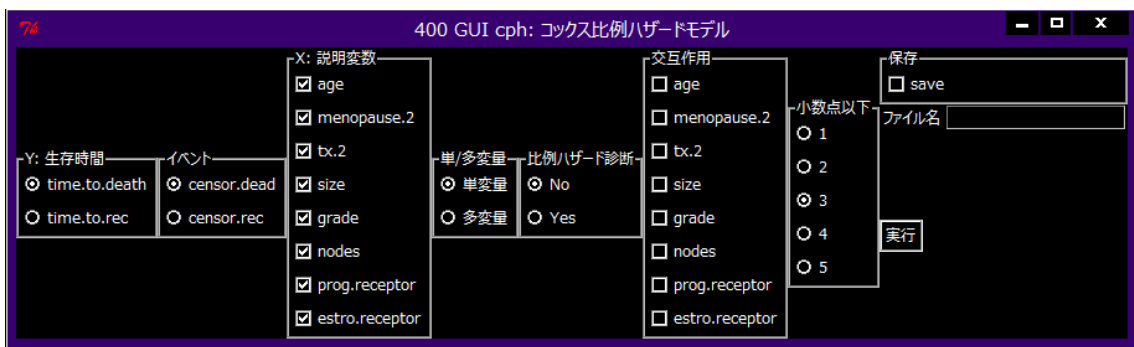 400 GUI cph: コックス比例ハザードモデル
Y: 生存時間
time.to.death
time.to.rec
イベント
censor.dead
censor.rec
X: 説明変数
age
menopause.2
tx.2
size
grade
nodes
prog.receptor
estro.receptor
単/多変量
単変量
多変量
比例ハザード診断
No
Yes
交互作用
age
menopause.2
tx.2
size
grade
nodes
prog.receptor
estro.receptor
小数点以下
1
2
3
4
5
保存
save
ファイル名
実行